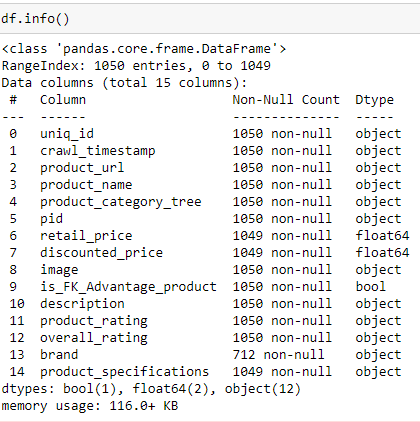 df.info()
<class 'pandas.core.frame.DataFrame'>
RangeIndex: 1050 entries, 0 to 1049
Data columns (total 15 columns):
 #   Column                   Non-Null Count  Dtype
---  ------                   --------------  -----
 0   uniq_id                  1050 non-null   object
 1   crawl_timestamp          1050 non-null   object
 2   product_url              1050 non-null   object
 3   product_name             1050 non-null   object
 4   product_category_tree    1050 non-null   object
 5   pid                      1050 non-null   object
 6   retail_price             1049 non-null   float64
 7   discounted_price         1049 non-null   float64
 8   image                    1050 non-null   object
 9   is_FK_Advantage_product  1050 non-null   bool
 10  description              1050 non-null   object
 11  product_rating           1050 non-null   object
 12  overall_rating           1050 non-null   object
 13  brand                    712 non-null    object
 14  product_specifications   1049 non-null   object
dtypes: bool(1), float64(2), object(12)
memory usage: 116.0+ KB